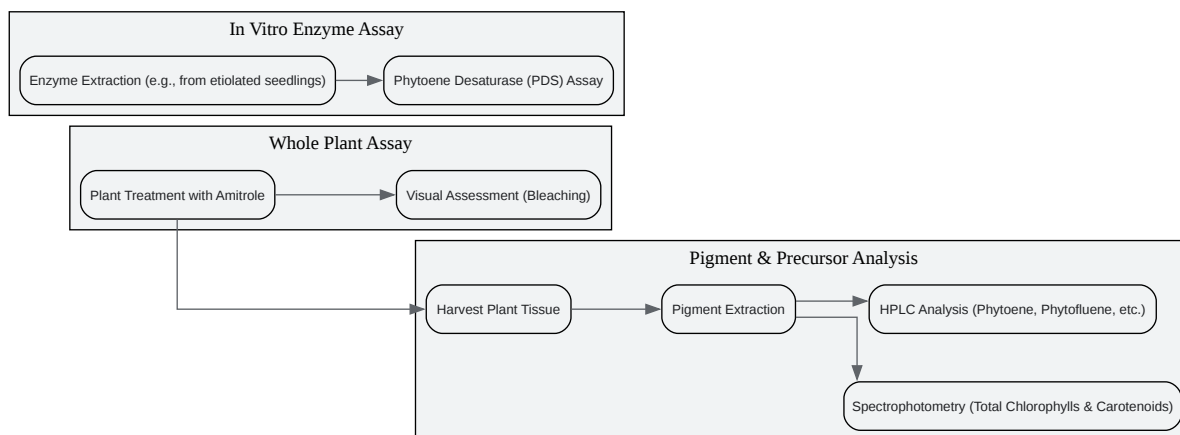 In Vitro Enzyme Assay
Enzyme Extraction (e.g., from etiolated seedlings)
Phytoene Desaturase (PDS) Assay
Whole Plant Assay
Plant Treatment with Amitrole
Visual Assessment (Bleaching)
Pigment & Precursor Analysis
Harvest Plant Tissue
Pigment Extraction
HPLC Analysis (Phytoene, Phytofluene, etc.)
Spectrophotometry (Total Chlorophylls & Carotenoids)